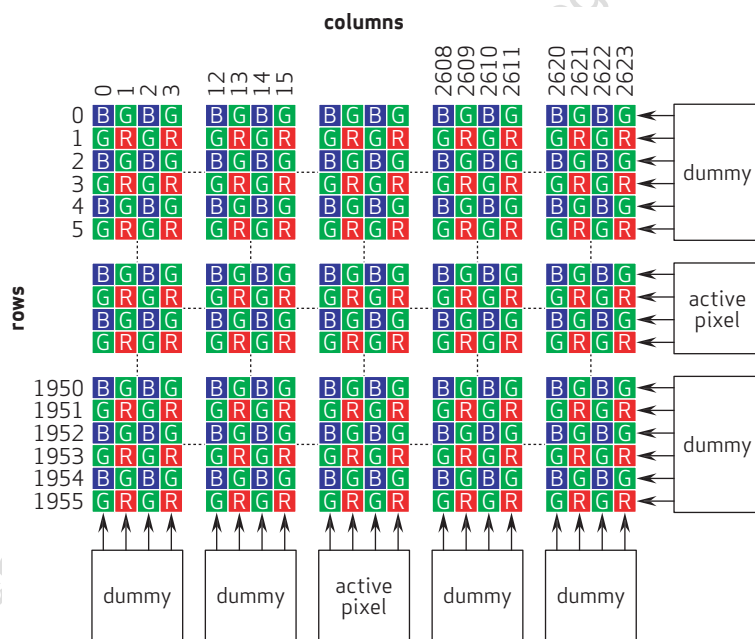 columns
0 1 2 3 12 13 14 15 2608 2609 2610 2611 2620 2621 2622 2623
rows
0 B G B G B G B G B G B G B G B G B G B G
1 G R G R G R G R G R G R G R G R G R G R
2 B G B G B G B G B G B G B G B G B G B G
3 G R G R G R G R G R G R G R G R G R G R
4 B G B G B G B G B G B G B G B G B G B G
5 G R G R G R G R G R G R G R G R G R G R
dummy
B G B G B G B G B G B G B G B G B G B G
G R G R G R G R G R G R G R G R G R G R
B G B G B G B G B G B G B G B G B G B G
G R G R G R G R G R G R G R G R G R G R
active
pixel
1950 B G B G B G B G B G B G B G B G B G B G
1951 G R G R G R G R G R G R G R G R G R G R
1952 B G B G B G B G B G B G B G B G B G B G
1953 G R G R G R G R G R G R G R G R G R G R
1954 B G B G B G B G B G B G B G B G B G B G
1955 G R G R G R G R G R G R G R G R G R G R
dummy
dummy dummy active dummy dummy
pixel